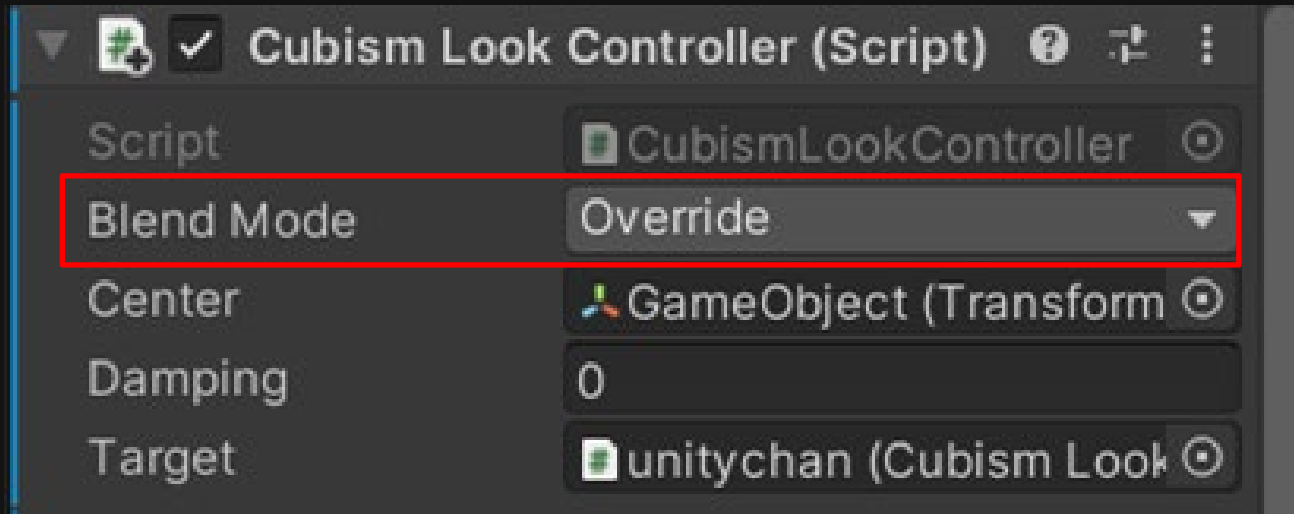 Cubism Look Controller (Script)
Script CubismLookController
Blend Mode Override
Center GameObject (Transform
Damping 0
Target unitychan (Cubism Look